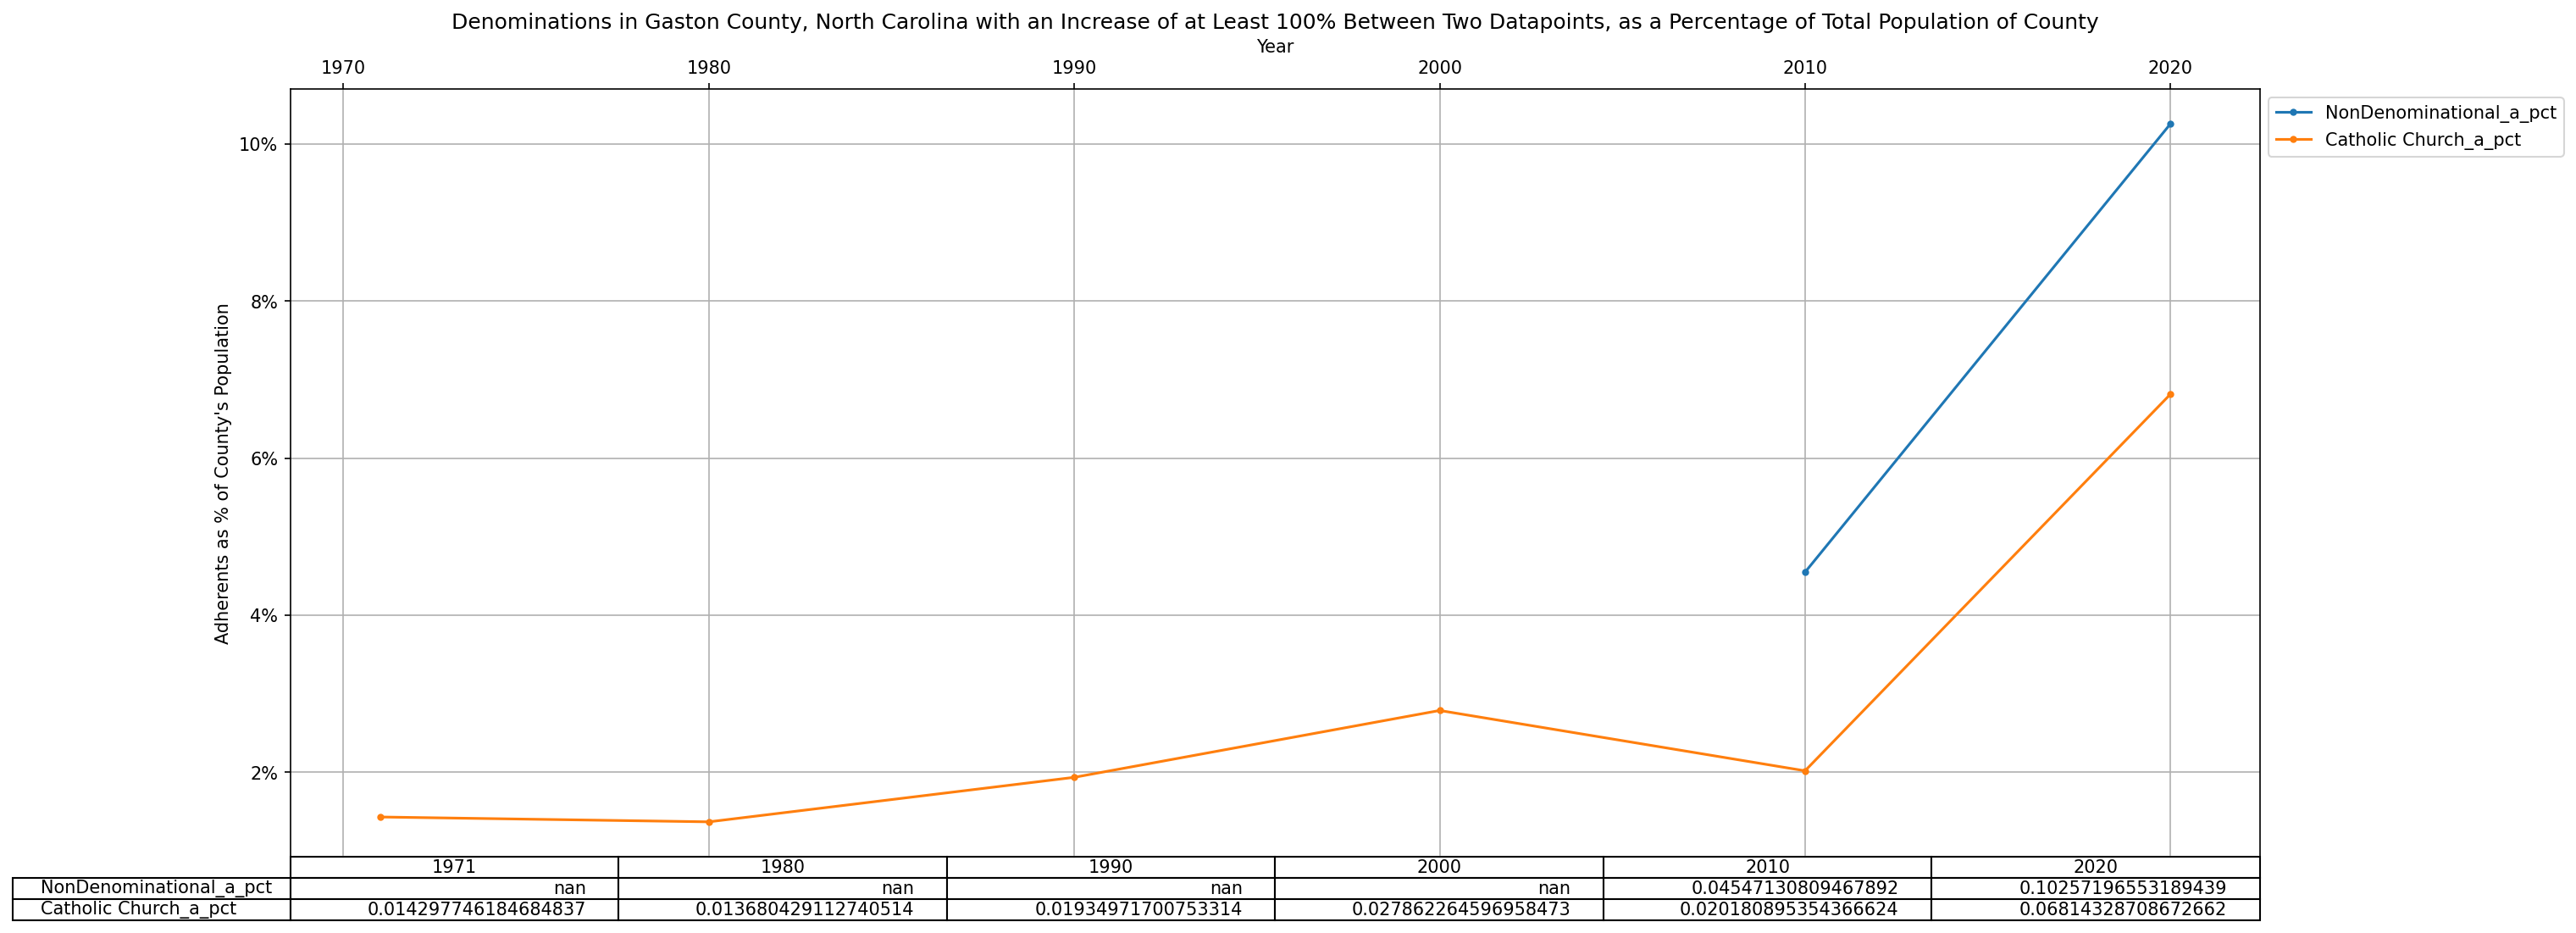 Denominations in Gaston County, North Carolina with an Increase of at Least 100% Between Two Datapoints, as a Percentage of Total Population of County
Year
1970 1980 1990 2000 2010 2020
NonDenominational_a_pct
Catholic Church_a_pct
10%
8%
6%
4%
2%
Adherents as % of County's Population
1971 1980 1990 2000 2010 2020
NonDenominational_a_pct nan nan nan nan 0.04547130809467892 0.10257196553189439
Catholic Church_a_pct 0.014297746184684837 0.013680429112740514 0.01934971700753314 0.027862264596958473 0.020180895354366624 0.06814328708672662